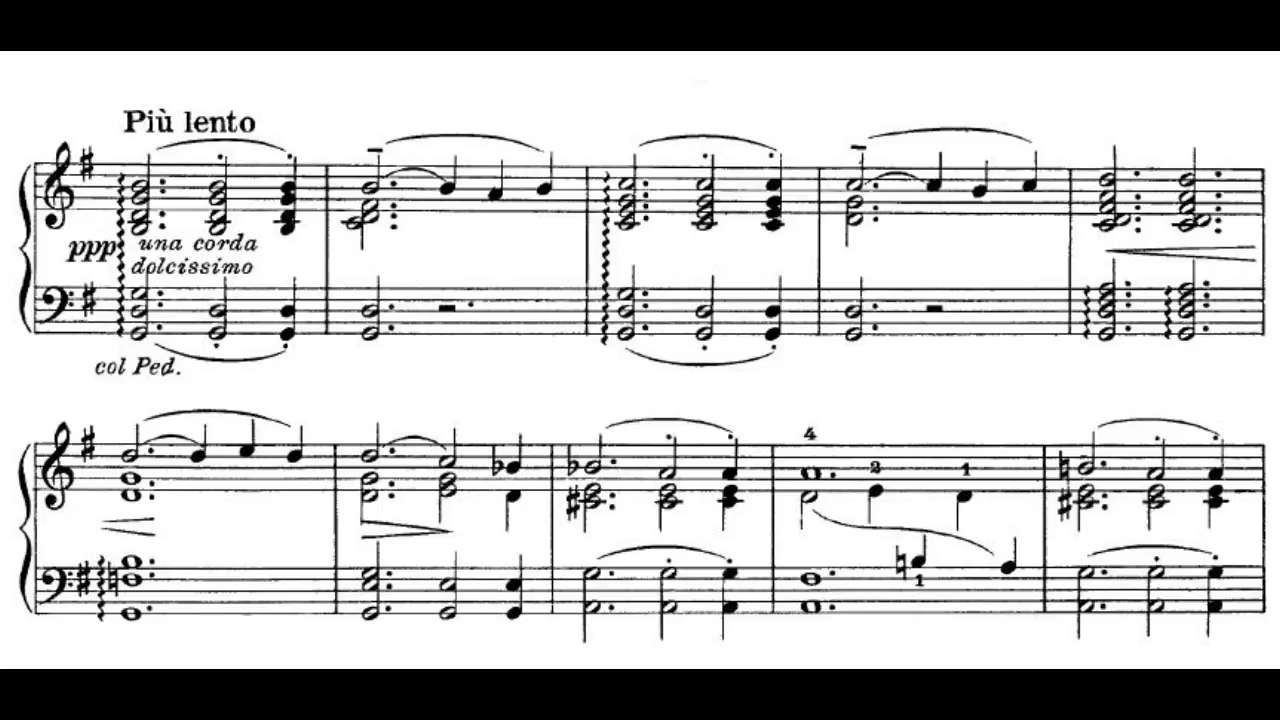 Più lento
ppp una corda
dolcissimo
col Ped.
4
2 1
1